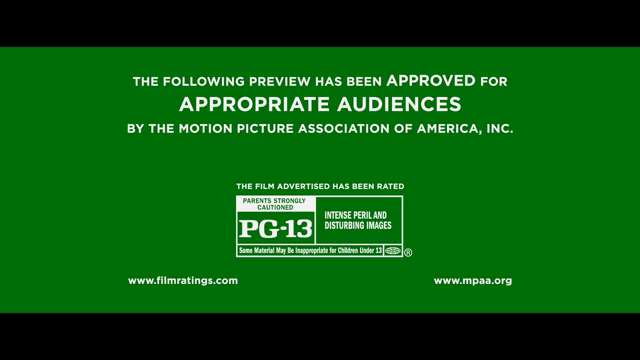 THE FOLLOWING PREVIEW HAS BEEN APPROVED FOR
APPROPRIATE AUDIENCES
BY THE MOTION PICTURE ASSOCIATION OF AMERICA, INC.
THE FILM ADVERTISED HAS BEEN RATED
PARENTS STRONGLY
CAUTIONED
PG-13
INTENSE PERIL AND
DISTURBING IMAGES
Some Material May Be Inappropriate for Children Under 13
®
www.filmratings.com
www.mpaa.org